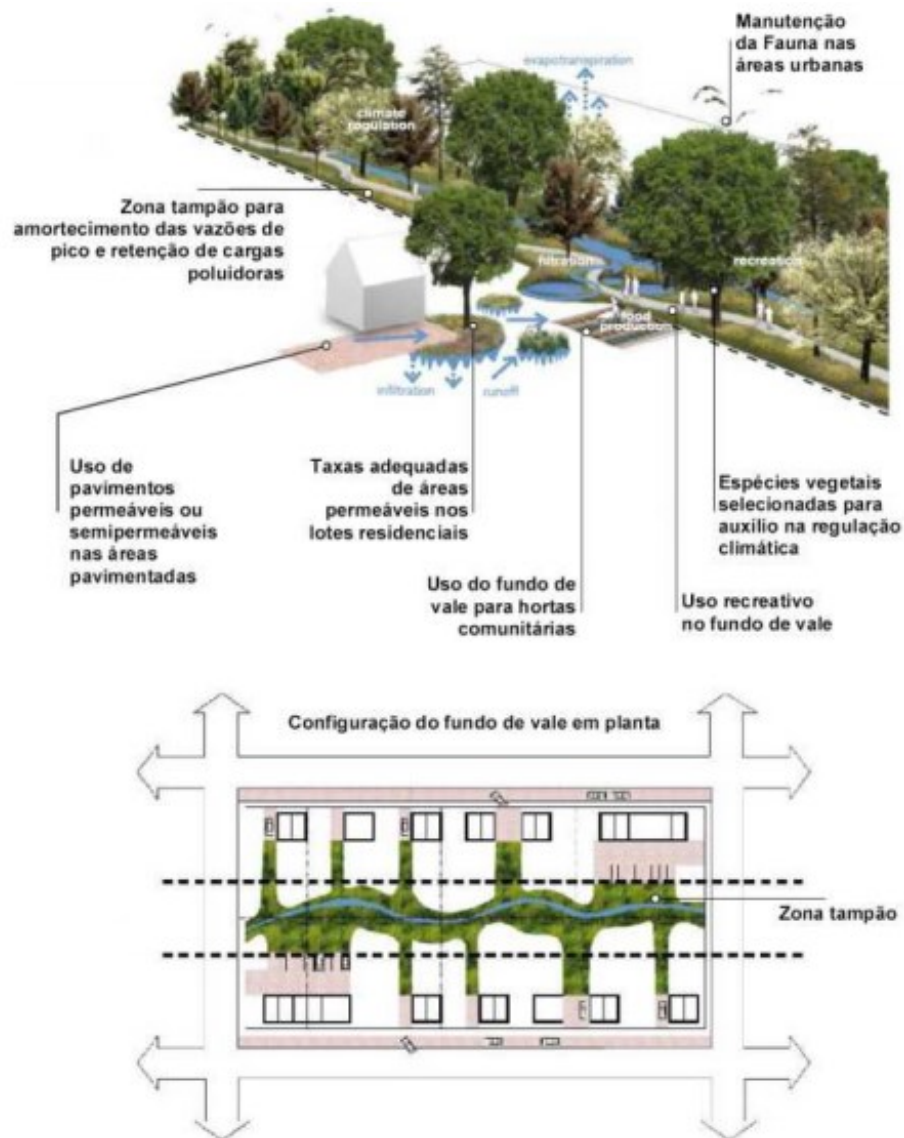 Manutenção
da Fauna nas
áreas urbanas
evapotranspiration
climate
regulation
Zona tampão para
amortecimento das vazões de
pico e retenção de cargas
poluidoras
filtration
recreation
food
production
infiltration
runoff
Uso de
pavimentos
permeáveis ou
semipermeáveis
nas áreas
pavimentadas
Taxas adequadas
de áreas
permeáveis nos
lotes residenciais
Espécies vegetais
selecionadas para
auxílio na regulação
climática
Uso do fundo de
vale para hortas
comunitárias
Uso recreativo
no fundo de vale
Configuração do fundo de vale em planta
Zona tampão